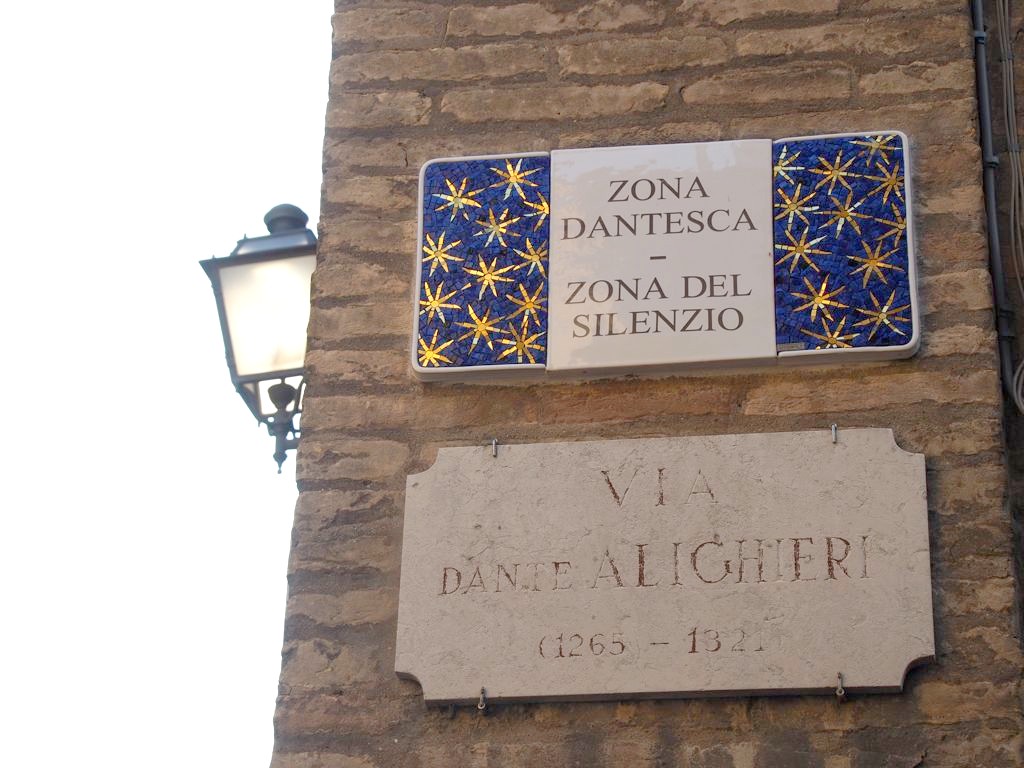 ZONA
DANTESCA
-
ZONA DEL
SILENZIO
VIA
DANTE ALIGHIERI
(1265 - 1321)